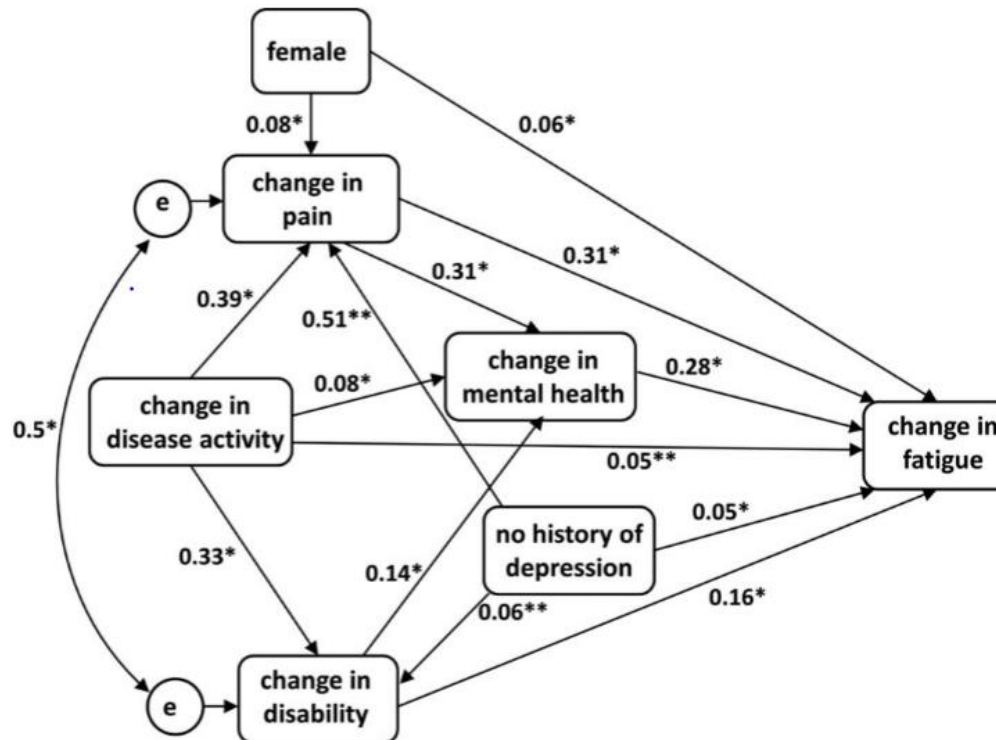 female
0.08*
0.06*
change in
pain
e
0.31*
0.31*
0.39*
0.51**
change in
mental health
0.08*
0.28*
change in
disease activity
0.5*
change in
fatigue
0.05**
no history of
depression
0.05*
0.33*
0.14*
0.06**
0.16*
change in
disability
e